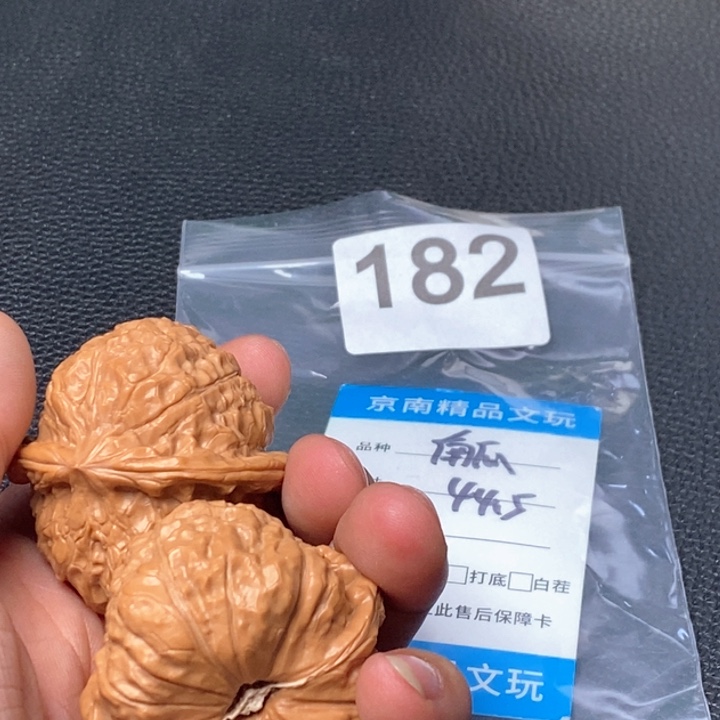 182
京南精品文玩
品种 南瓜
44.5
打底 白茬
此售后保障卡
文玩